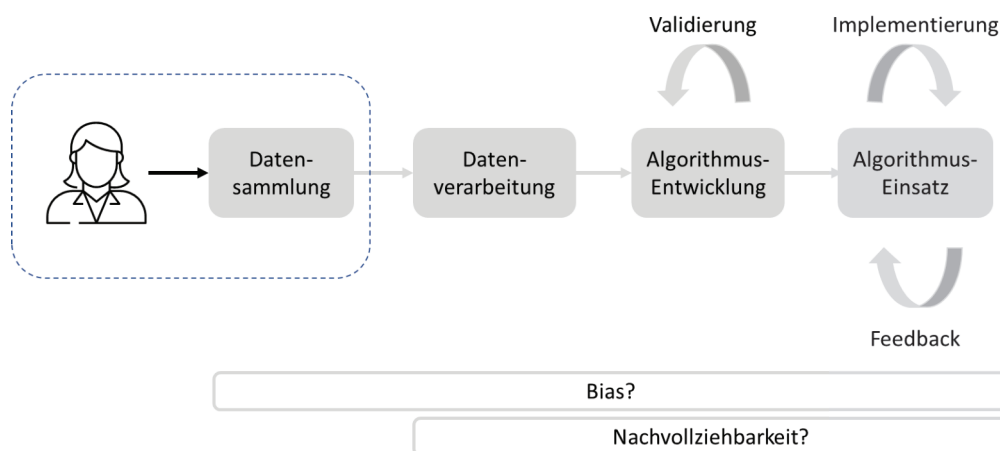 Validierung
Implementierung
Daten-
sammlung
Daten-
verarbeitung
Algorithmus-
Entwicklung
Algorithmus-
Einsatz
Feedback
Bias?
Nachvollziehbarkeit?